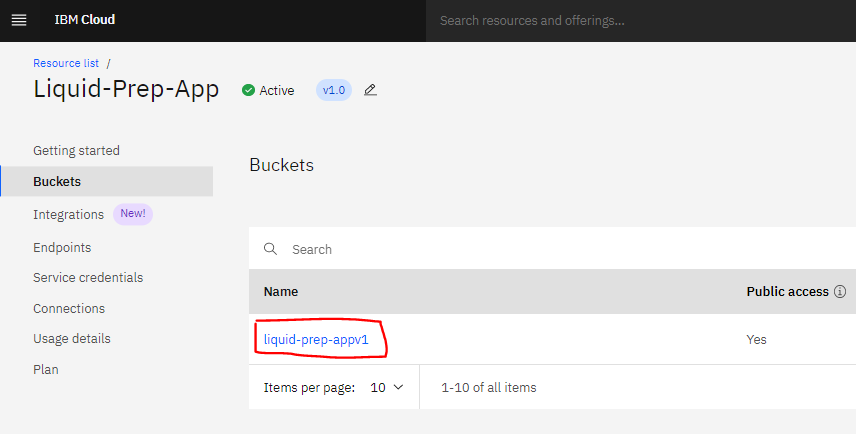 IBM Cloud
Search resources and offerings...
Resource list /
Liquid-Prep-App Active v1.0
Getting started
Buckets
Integrations New!
Endpoints
Service credentials
Connections
Usage details
Plan
Buckets
Search
Name Public access
liquid-prep-appv1 Yes
Items per page: 10 1-10 of all items